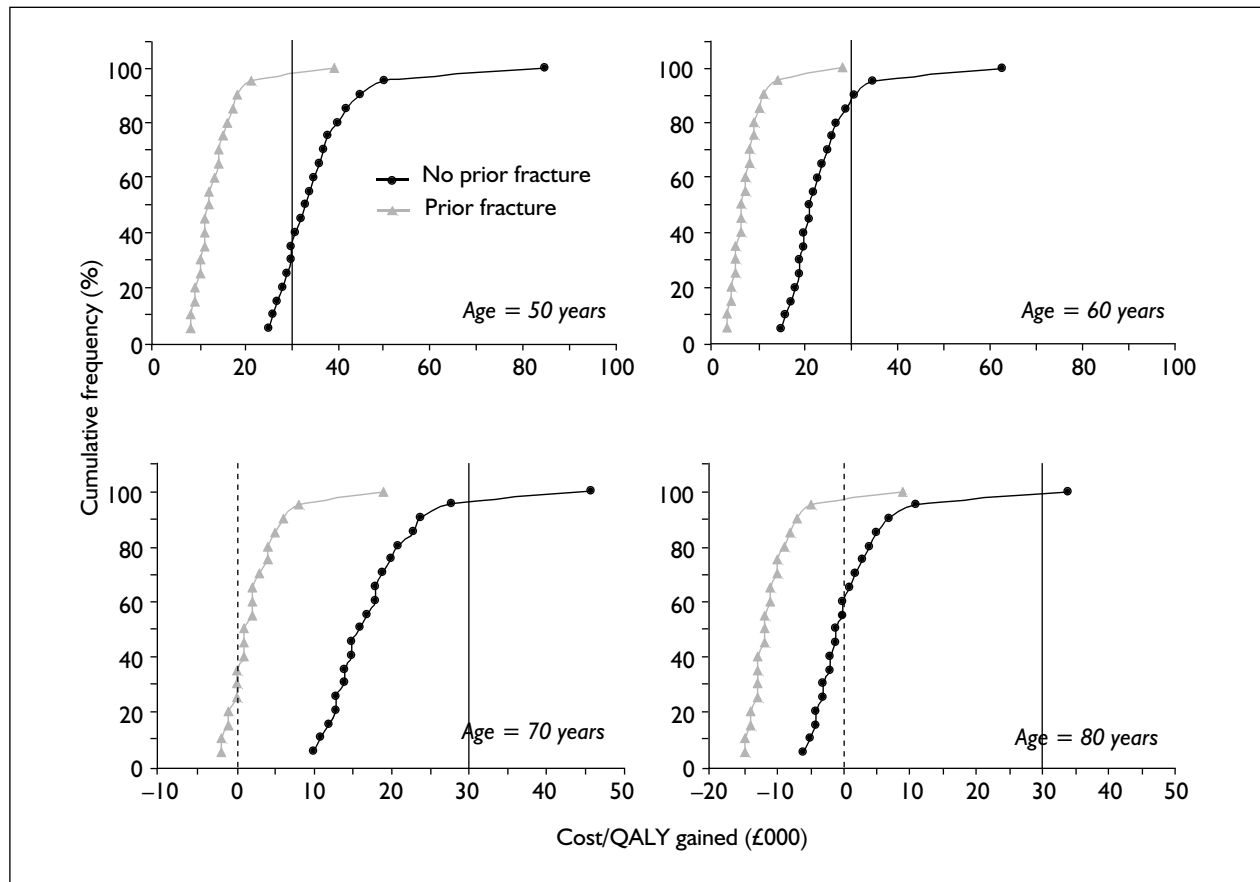 100
80
60
40
20
0
0 20 40 60 80 100
No prior fracture
Prior fracture
Age = 50 years
100
80
60
40
20
0
0 20 40 60 80 100
Age = 60 years
Cumulative frequency (%)
100
80
60
40
20
0
–10 0 10 20 30 40 50
Age = 70 years
100
80
60
40
20
0
–20 –10 0 10 20 30 40 50
Age = 80 years
Cost/QALY gained (£000)